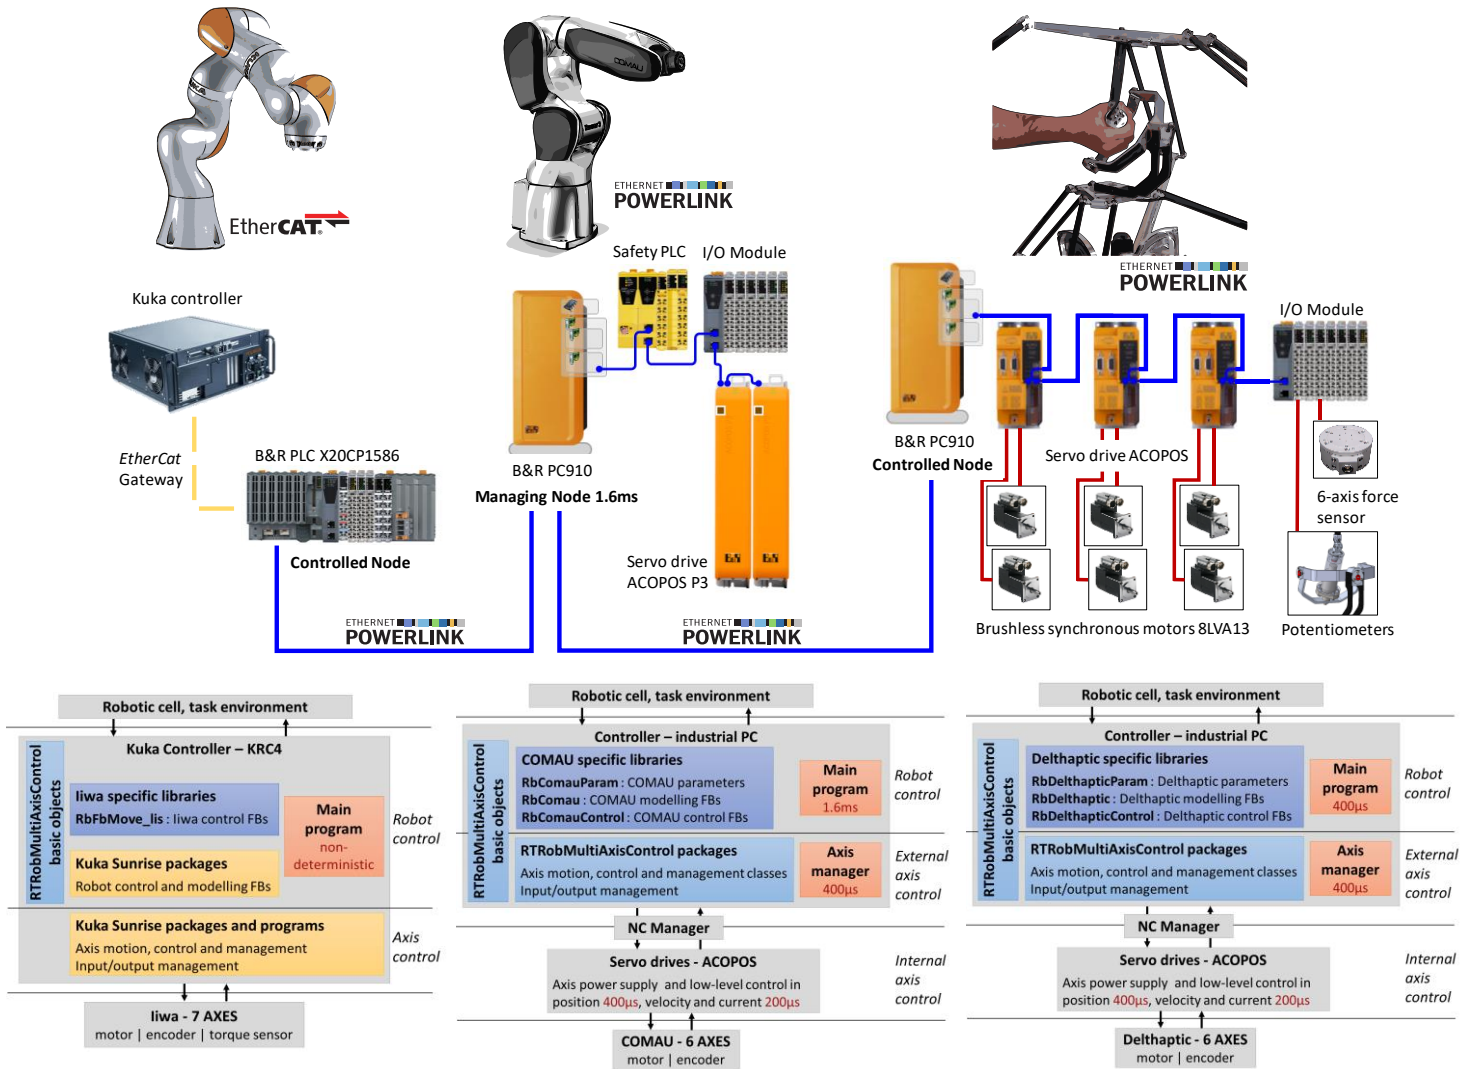 COMAU
EtherCAT®
ETHERNET
POWERLINK
Safety PLC
I/O Module
ETHERNET
POWERLINK
Kuka controller
I/O Module
EtherCat
Gateway
B&R PLC X20CP1586
Controlled Node
B&R PC910
Managing Node 1.6ms
Servo drive
ACOPOS P3
B&R PC910
Controlled Node
Servo drive ACOPOS
6-axis force
sensor
Brushless synchronous motors 8LVA13
Potentiometers
ETHERNET
POWERLINK
ETHERNET
POWERLINK
Robotic cell, task environment
Kuka Controller – KRC4
RTRobMultiAxisControl
basic objects
Iiwa specific libraries
RbFbMove_lis : Iiwa control FBs
Main
program
non-
deterministic
Robot
control
Kuka Sunrise packages
Robot control and modelling FBs
Kuka Sunrise packages and programs
Axis motion, control and management
Input/output management
Axis
control
Iiwa - 7 AXES
motor | encoder | torque sensor
Robotic cell, task environment
Controller – industrial PC
RTRobMultiAxisControl
basic objects
COMAU specific libraries
RbComauParam : COMAU parameters
RbComau : COMAU modelling FBs
RbComauControl : COMAU control FBs
Main
program
1.6ms
Robot
control
RTRobMultiAxisControl packages
Axis motion, control and management classes
Input/output management
Axis
manager
400µs
External
axis
control
NC Manager
Servo drives - ACOPOS
Axis power supply and low-level control in
position 400µs, velocity and current 200µs
Internal
axis
control
COMAU - 6 AXES
motor | encoder
Robotic cell, task environment
Controller – industrial PC
RTRobMultiAxisControl
basic objects
Delthaptic specific libraries
RbDelthapticParam : Delthaptic parameters
RbDelthaptic : Delthaptic modelling FBs
RbDelthapticControl : Delthaptic control FBs
Main
program
400µs
Robot
control
RTRobMultiAxisControl packages
Axis motion, control and management classes
Input/output management
Axis
manager
400µs
External
axis
control
NC Manager
Servo drives - ACOPOS
Axis power supply and low-level control in
position 400µs, velocity and current 200µs
Internal
axis
control
Delthaptic - 6 AXES
motor | encoder